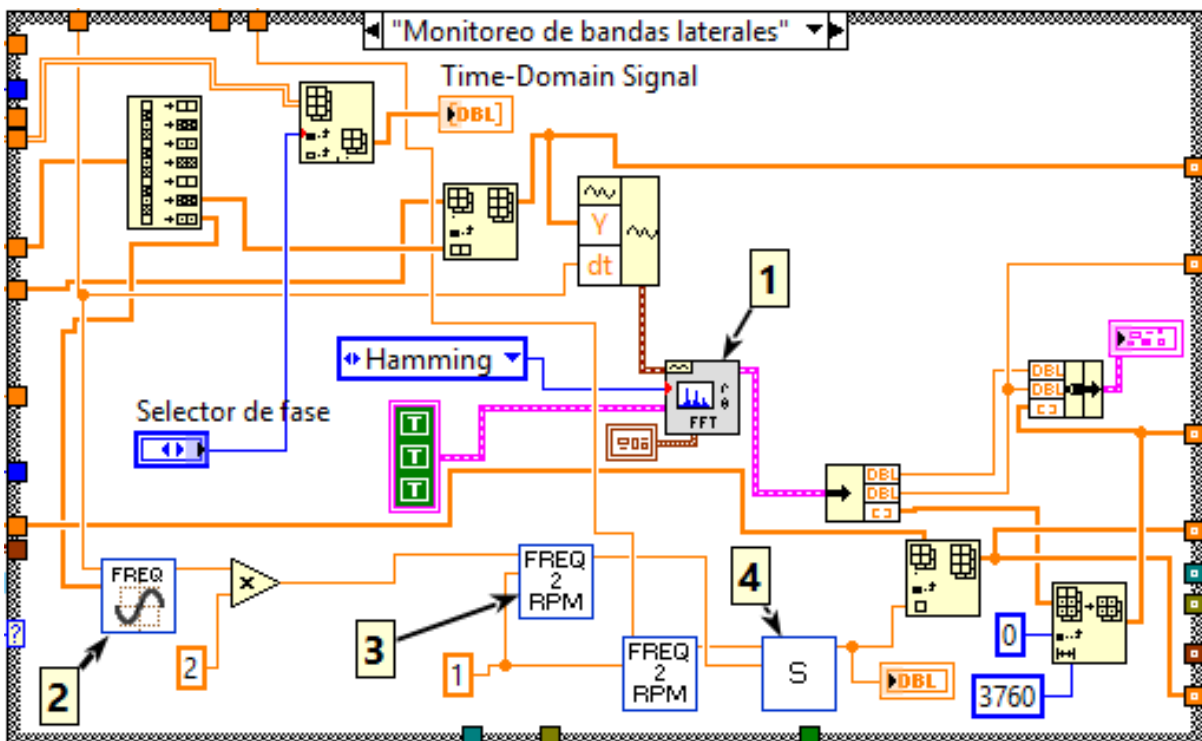 "Monitoreo de bandas laterales"
Time-Domain Signal
[DBL]
Y
dt
1
Hamming
FFT
Selector de fase
T
T
T
DBL
DBL
DBL
DBL
FREQ
2
×
2
FREQ
2
RPM
3
1
FREQ
2
RPM
4
S
DBL
0
3760
?